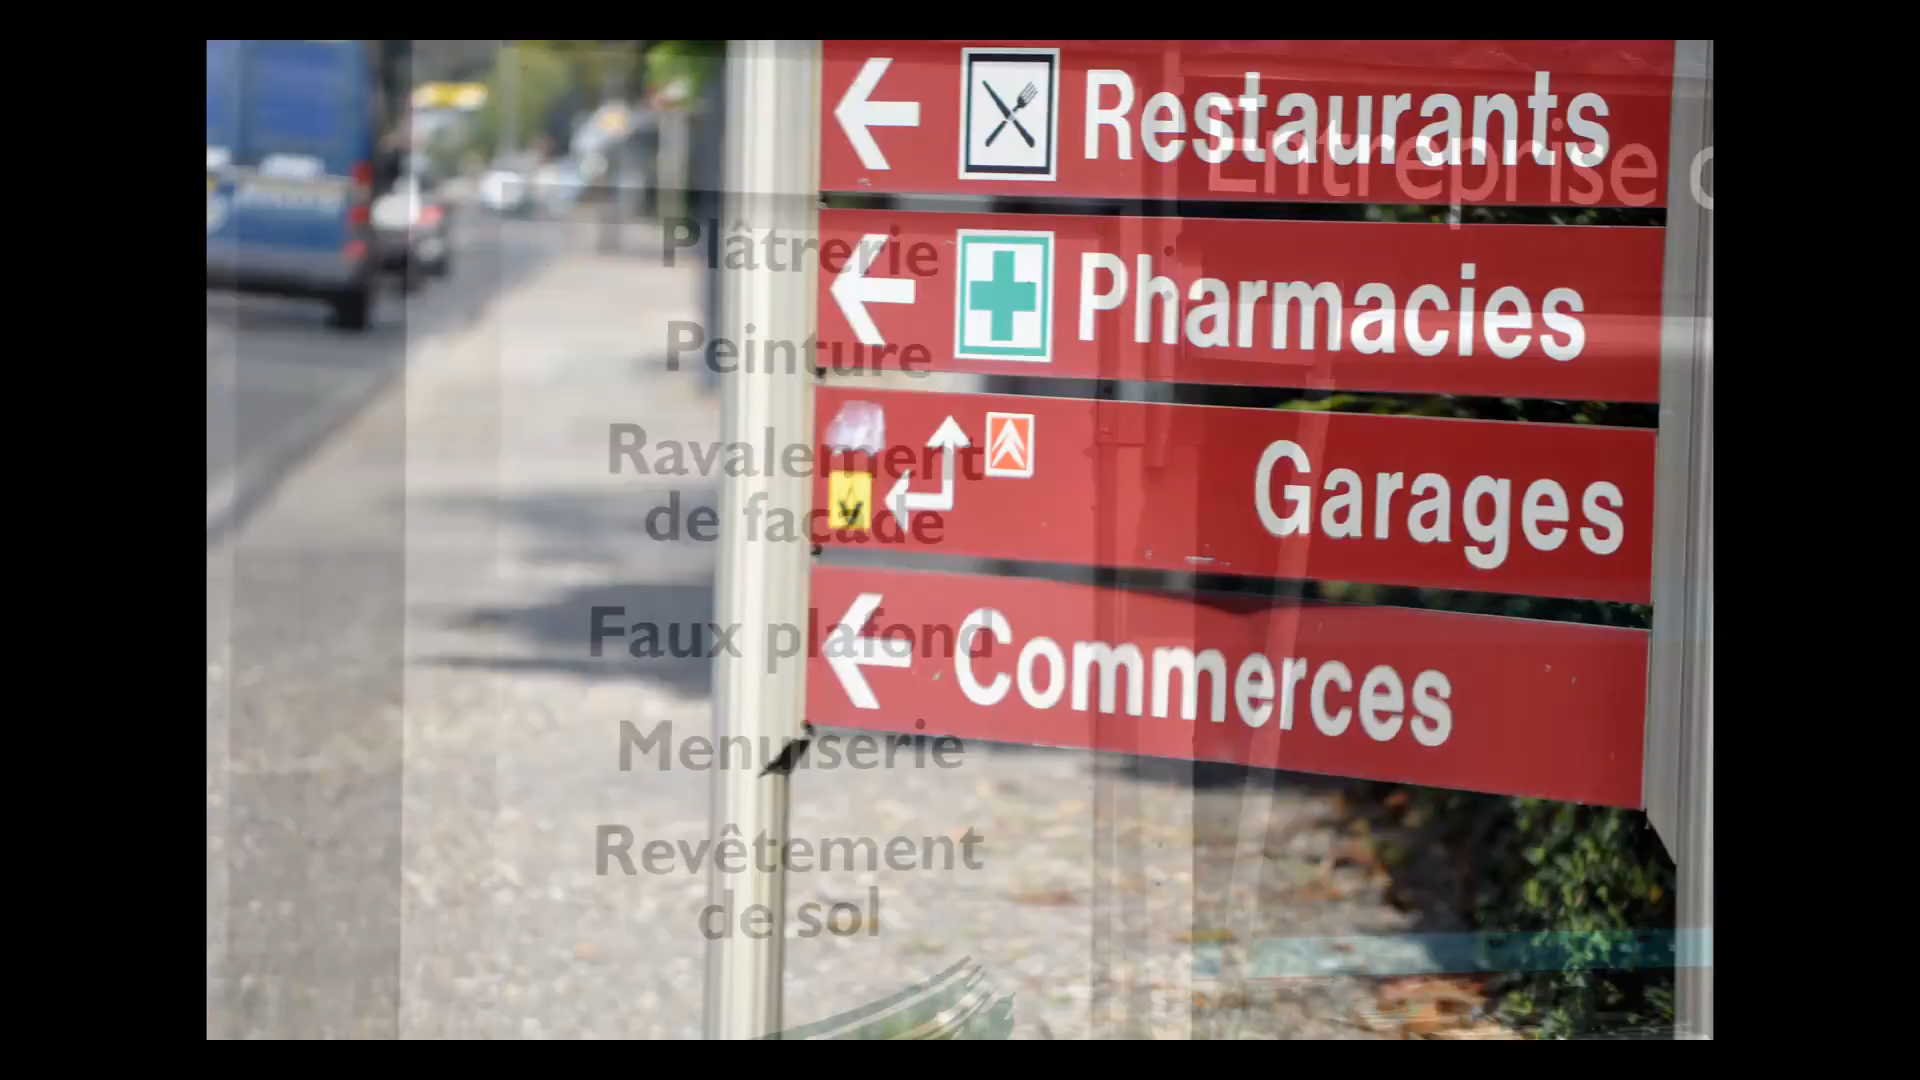 Restaurants
Entreprise
Pharmacies
Garages
Commerces
Plâtrerie
Peinture
Ravalement
de façade
Faux plafond
Menuiserie
Revêtement
de sol